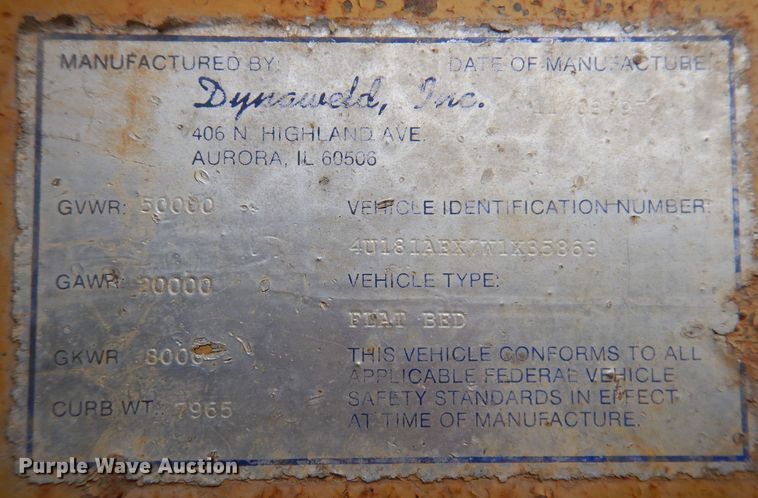 MANUFACTURED BY: DATE OF MANUFACTURE
Dynaweld, Inc.
406 N. HIGHLAND AVE.
AURORA, IL 60506
GVWR: 50000 VEHICLE IDENTIFICATION NUMBER:
GAWR: 20000 VEHICLE TYPE:
FLAT BED
GKWR THIS VEHICLE CONFORMS TO ALL
APPLICABLE FEDERAL VEHICLE
CURB WT.: 7965 SAFETY STANDARDS IN EFFECT
AT TIME OF MANUFACTURE.
Purple Wave Auction